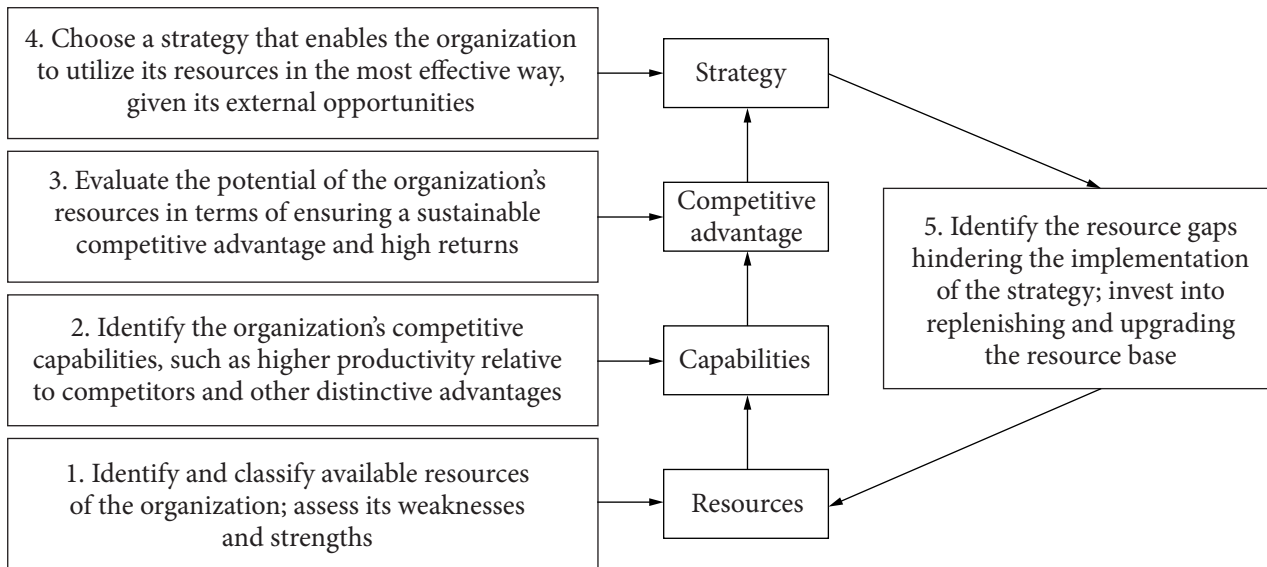 4. Choose a strategy that enables the organization
to utilize its resources in the most effective way,
given its external opportunities
Strategy
3. Evaluate the potential of the organization’s
resources in terms of ensuring a sustainable
competitive advantage and high returns
Competitive
advantage
5. Identify the resource gaps
hindering the implementation
of the strategy; invest into
replenishing and upgrading
the resource base
2. Identify the organization’s competitive
capabilities, such as higher productivity relative
to competitors and other distinctive advantages
Capabilities
1. Identify and classify available resources
of the organization; assess its weaknesses
and strengths
Resources